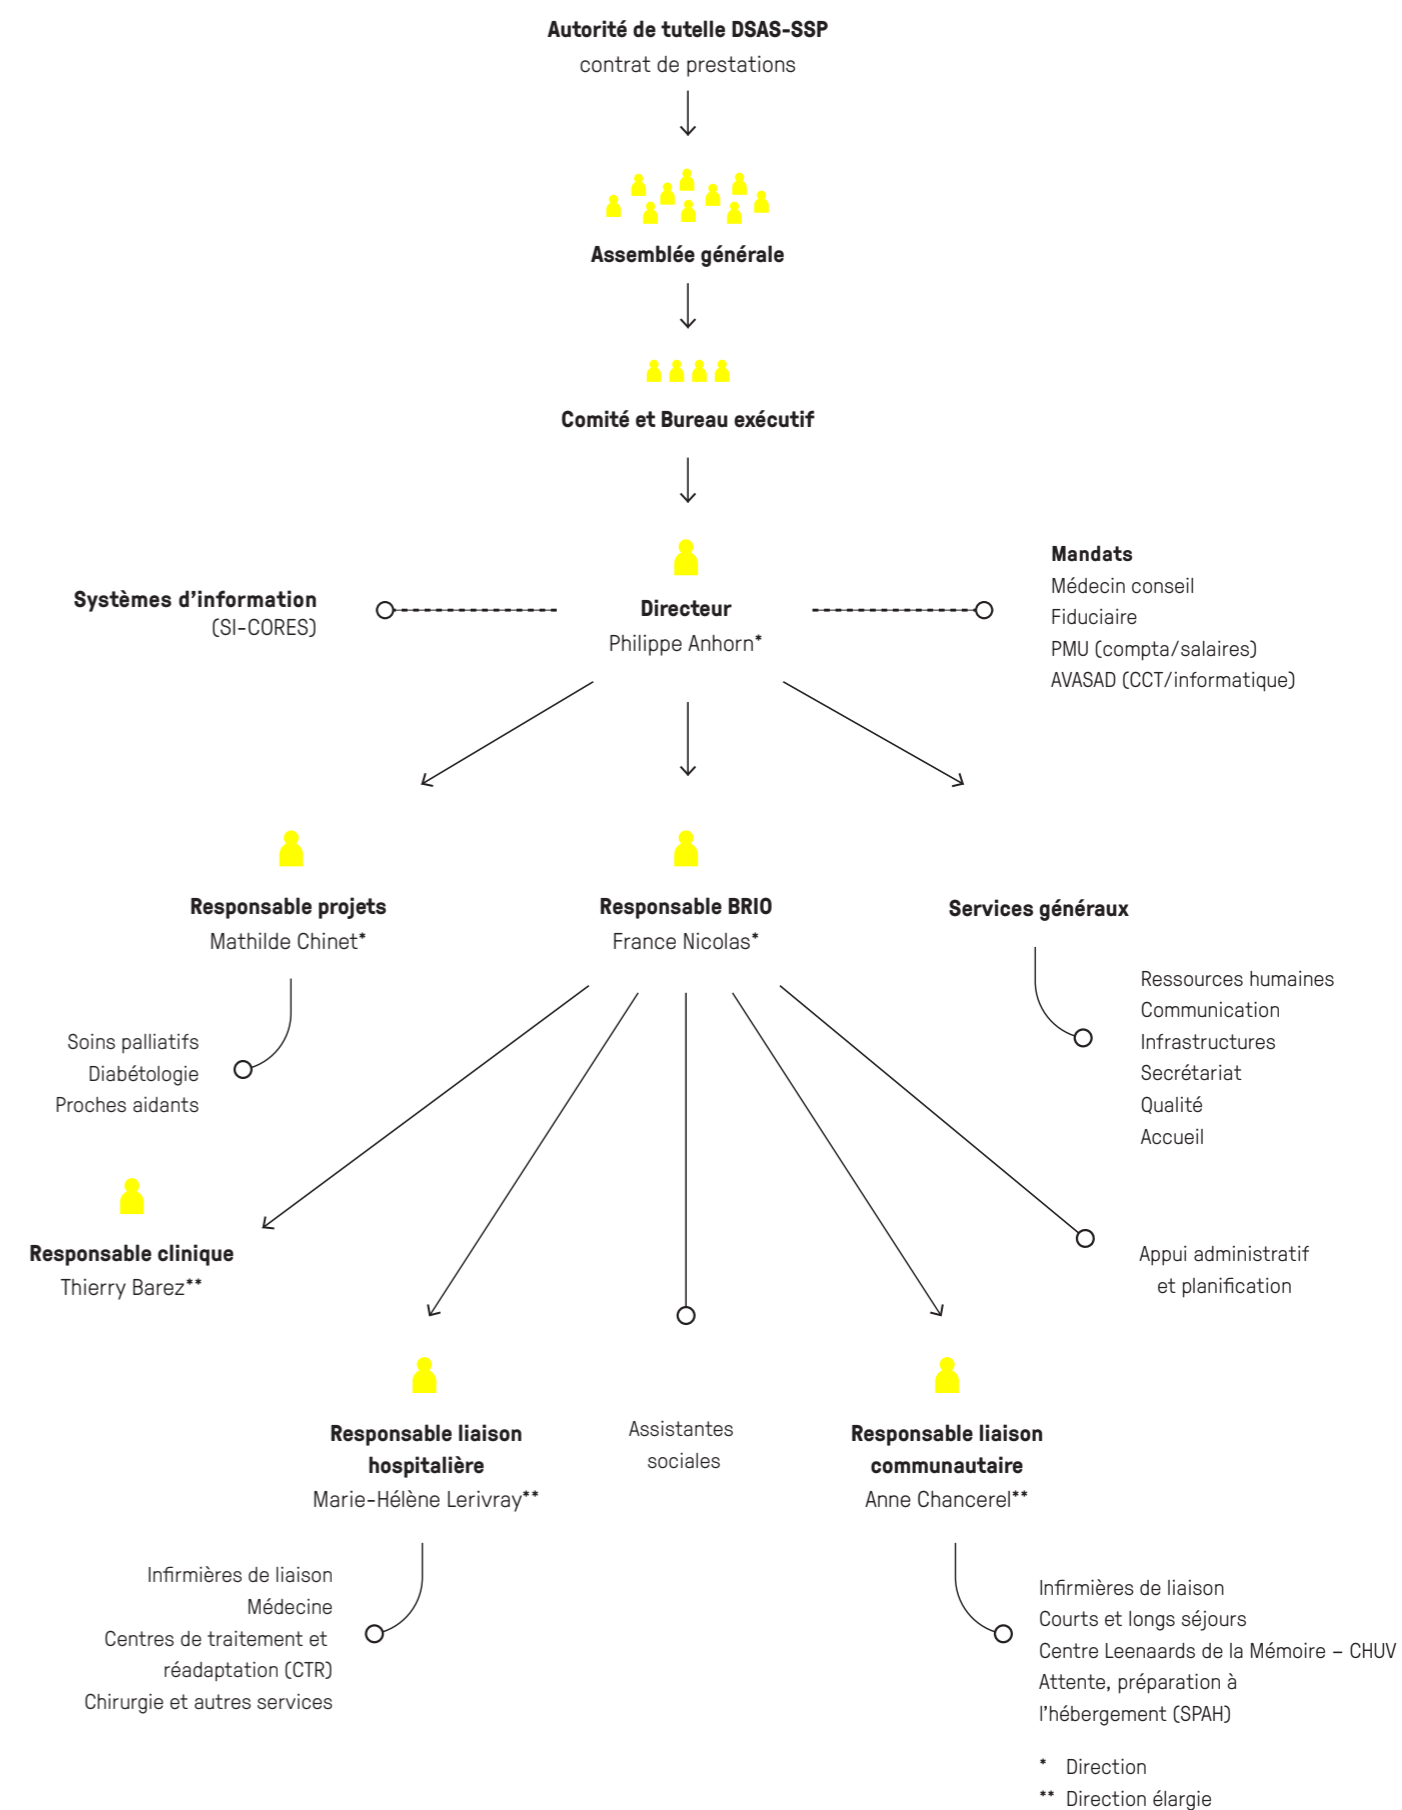 Autorité de tutelle DSAS-SSP
contrat de prestations
Assemblée générale
Comité et Bureau exécutif
Systèmes d'information
(SI-CORES)
Directeur
Philippe Anhorn*
Mandats
Médecin conseil
Fiduciaire
PMU (compta/salaires)
AVASAD (CCT/informatique)
Responsable projets
Mathilde Chinet*
Responsable BRIO
France Nicolas*
Services généraux
Soins palliatifs
Diabétologie
Proches aidants
Ressources humaines
Communication
Infrastructures
Secrétariat
Qualité
Accueil
Responsable clinique
Thierry Barez**
Appui administratif
et planification
Responsable liaison
hospitalière
Marie-Hélène Lerivray**
Assistantes
sociales
Responsable liaison
communautaire
Anne Chancerel**
Infirmières de liaison
Médecine
Centres de traitement et
réadaptation (CTR)
Chirurgie et autres services
Infirmières de liaison
Courts et longs séjours
Centre Leenaards de la Mémoire – CHUV
Attente, préparation à
l'hébergement (SPAH)
* Direction
** Direction élargie